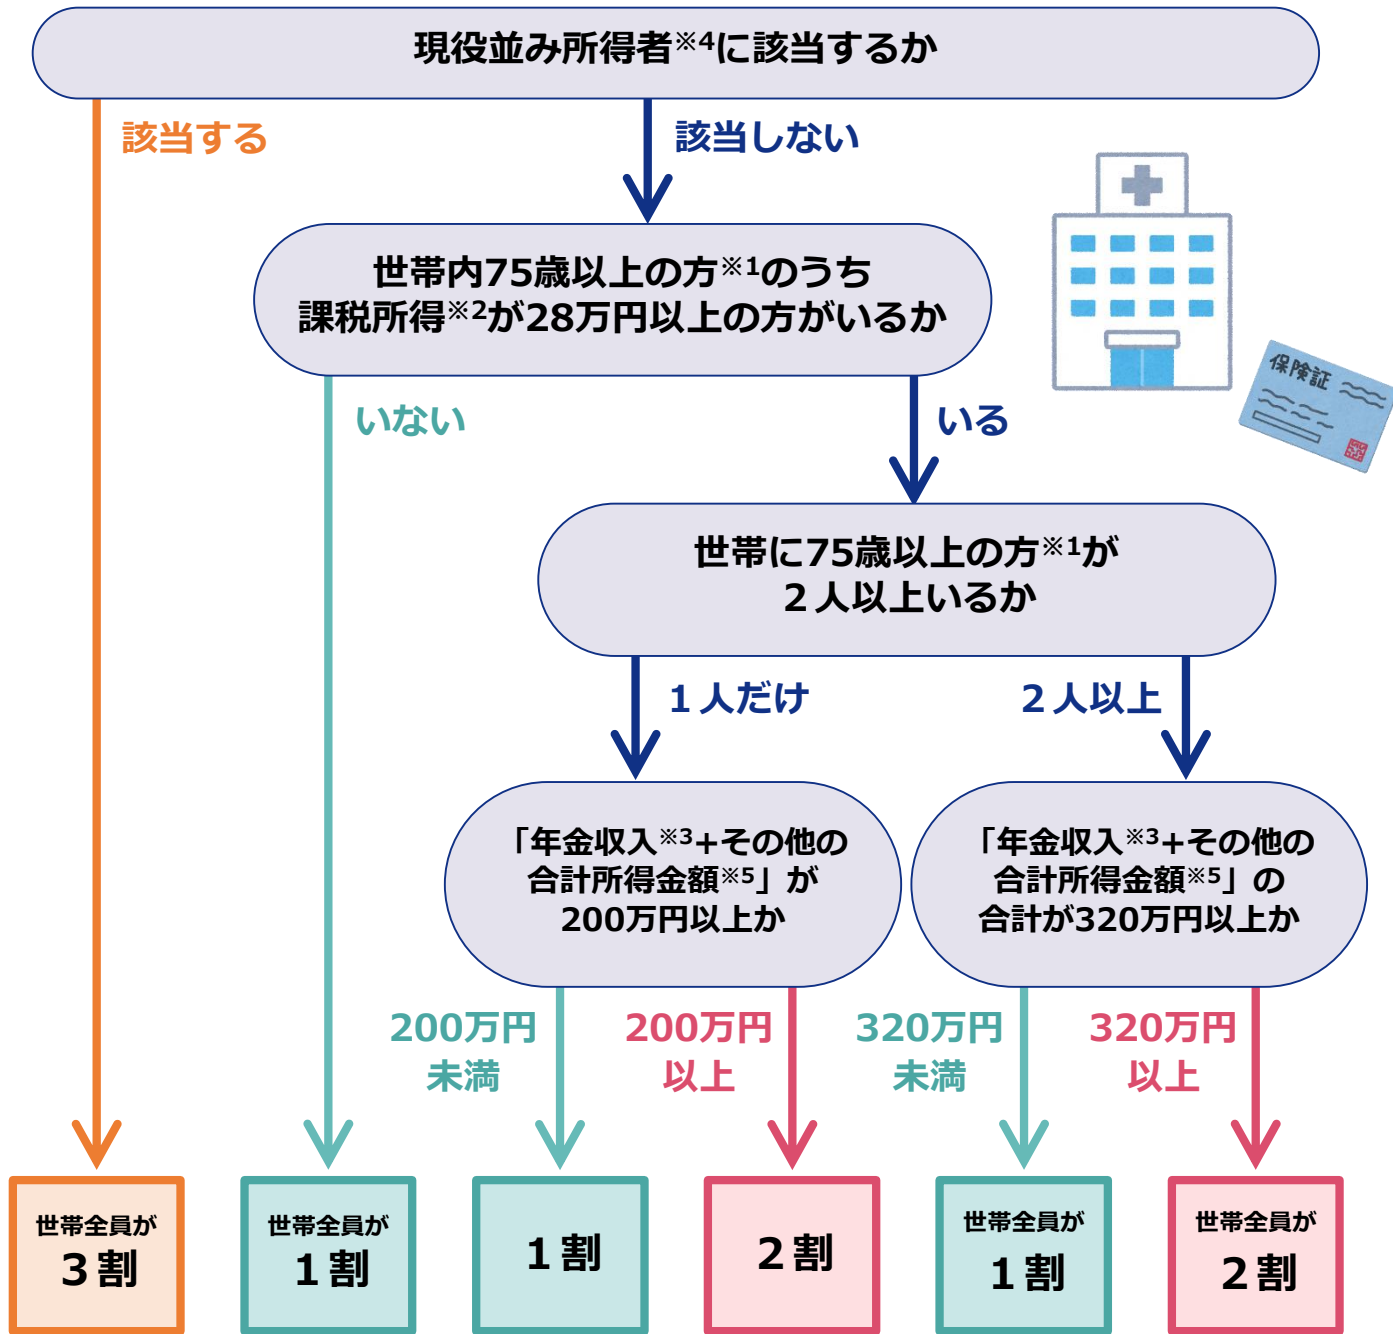 現役並み所得者※4に該当するか
該当する
該当しない
世帯内75歳以上の方※1のうち
課税所得※2が28万円以上の方がいるか
保険証
いない
いる
世帯に75歳以上の方※1が
２人以上いるか
１人だけ
２人以上
「年金収入※3+その他の
合計所得金額※5」が
200万円以上か
「年金収入※3+その他の
合計所得金額※5」の
合計が320万円以上か
200万円
未満
200万円
以上
320万円
未満
320万円
以上
世帯全員が
３割
世帯全員が
１割
１割
２割
世帯全員が
１割
世帯全員が
２割